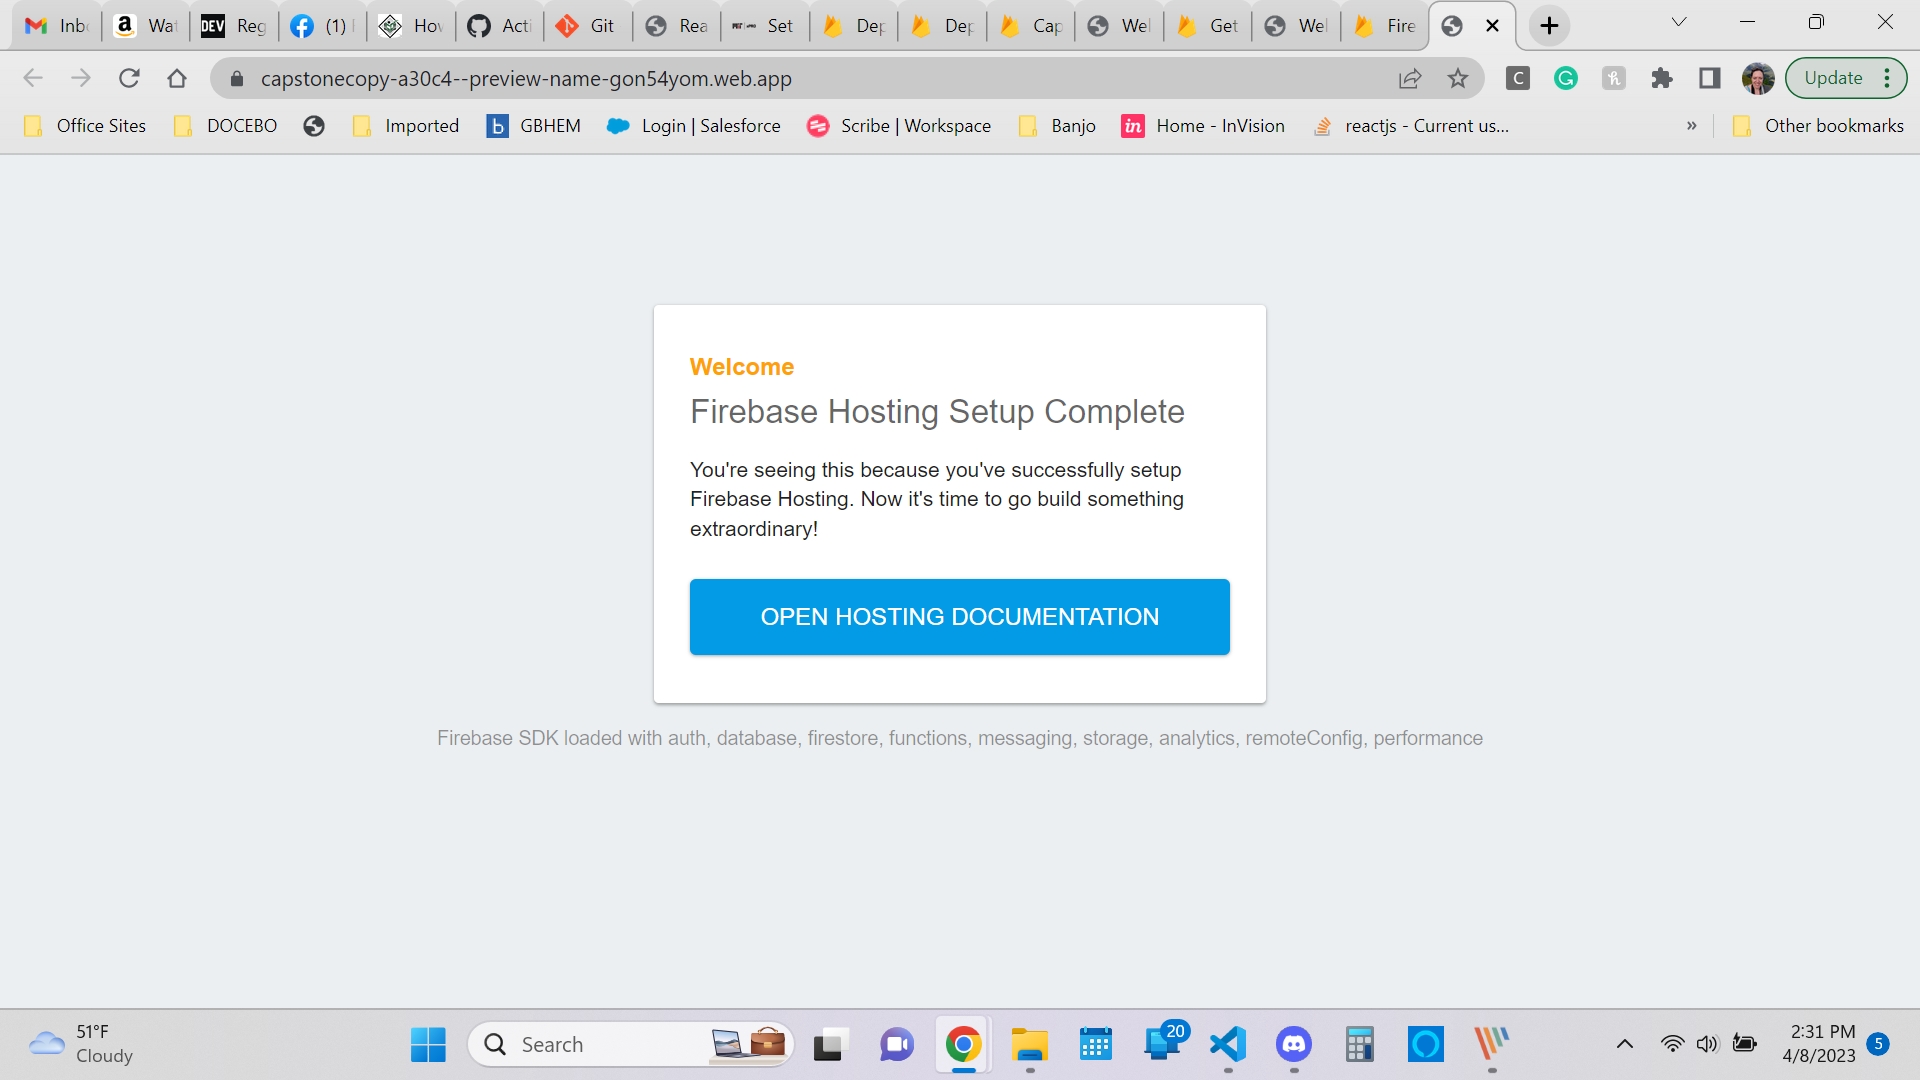 Inb
Wat
DEV Reg
(1)
How
Acti
Git
Rea
Set
Dep
Dep
Cap
Wel
Get
Wel
Fire
capstonecopy-a30c4--preview-name-gon54yom.web.app
C
Update
Office Sites
DOCEBO
Imported
b GBHEM
Login | Salesforce
Scribe | Workspace
Banjo
in Home - InVision
reactjs - Current us...
»
Other bookmarks
Welcome
Firebase Hosting Setup Complete
You're seeing this because you've successfully setup
Firebase Hosting. Now it's time to go build something
extraordinary!
OPEN HOSTING DOCUMENTATION
Firebase SDK loaded with auth, database, firestore, functions, messaging, storage, analytics, remoteConfig, performance
51°F
Cloudy
Search
20
2:31 PM
4/8/2023
5